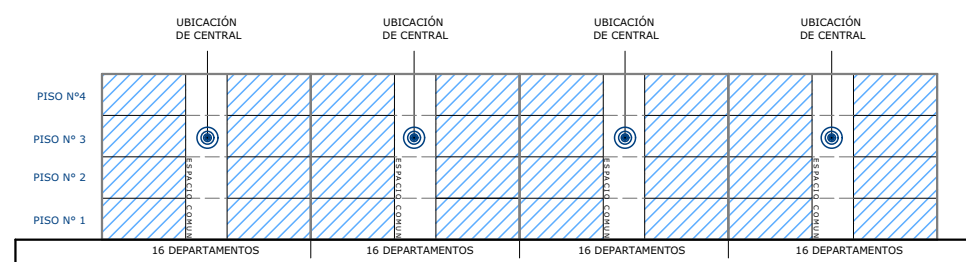 UBICACIÓN
DE CENTRAL
UBICACIÓN
DE CENTRAL
UBICACIÓN
DE CENTRAL
UBICACIÓN
DE CENTRAL
PISO Nº4
PISO Nº 3
PISO Nº 2
PISO Nº 1
ESPACIO COMUN
ESPACIO COMUN
ESPACIO COMUN
ESPACIO COMUN
16 DEPARTAMENTOS
16 DEPARTAMENTOS
16 DEPARTAMENTOS
16 DEPARTAMENTOS